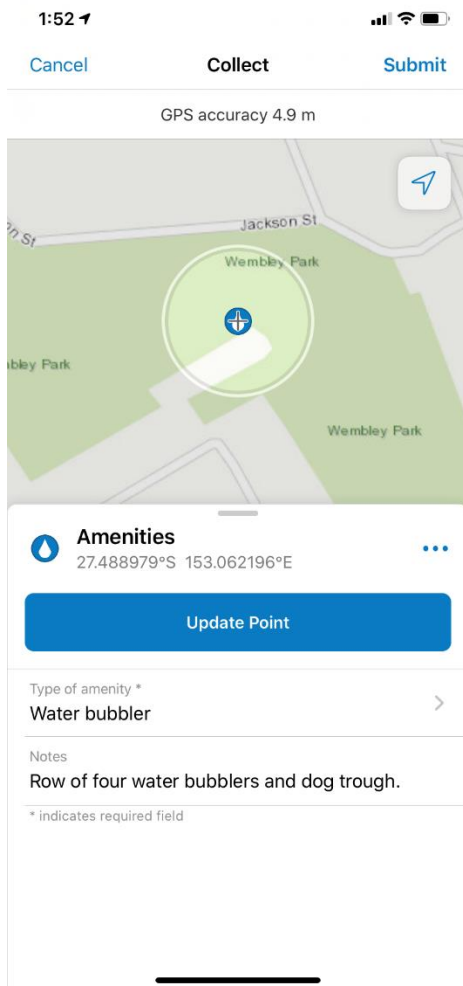 1:52
Cancel Collect Submit
GPS accuracy 4.9 m
Jackson St
St
Wembley Park
bley Park
Wembley Park
Amenities
27.488979°S 153.062196°E
Update Point
Type of amenity *
Water bubbler
Notes
Row of four water bubblers and dog trough.
* indicates required field